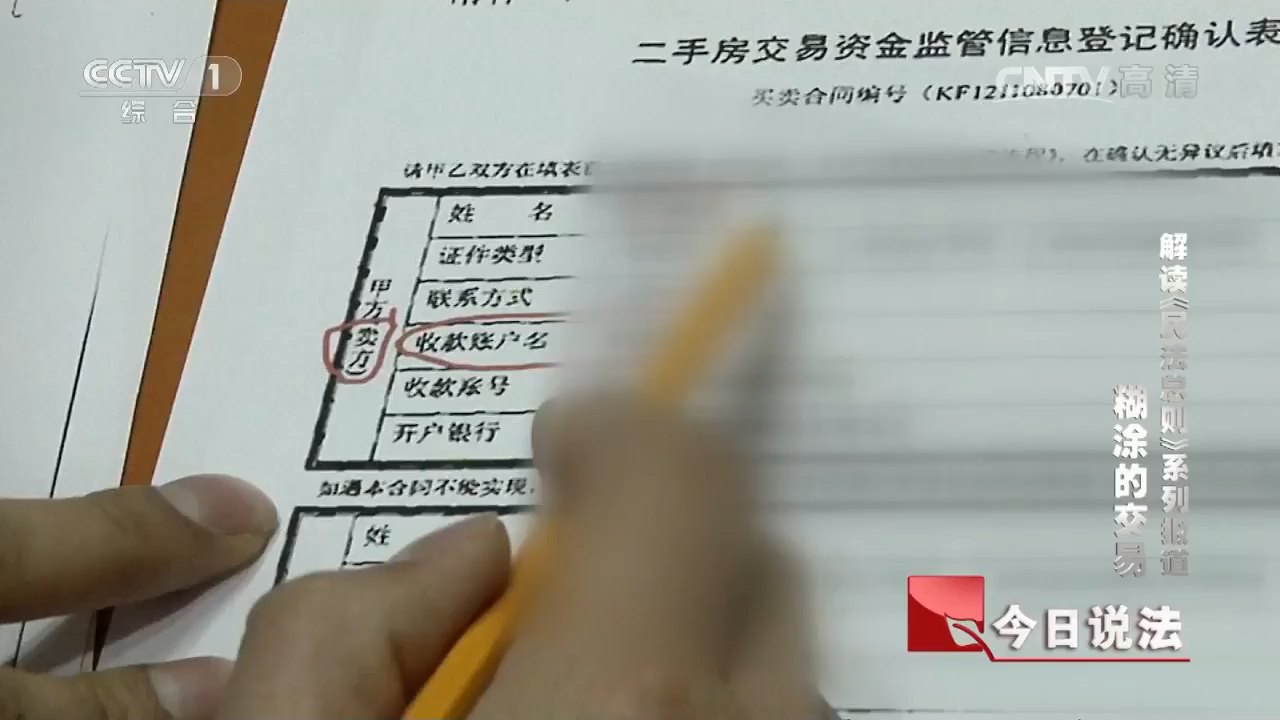 CCTV 1
综合
二手房交易资金监管信息登记确认表
CNTV高清
买卖合同编号（KF1211080701）
请甲乙双方在填表
，在确认无异议后填
甲方（卖方）
姓 名
证件类型
联系方式
收款账户名
收款账号
开户银行
如遇本合同不能实现，
姓
解读《民法总则》系列报道
糊涂的交易
今日说法